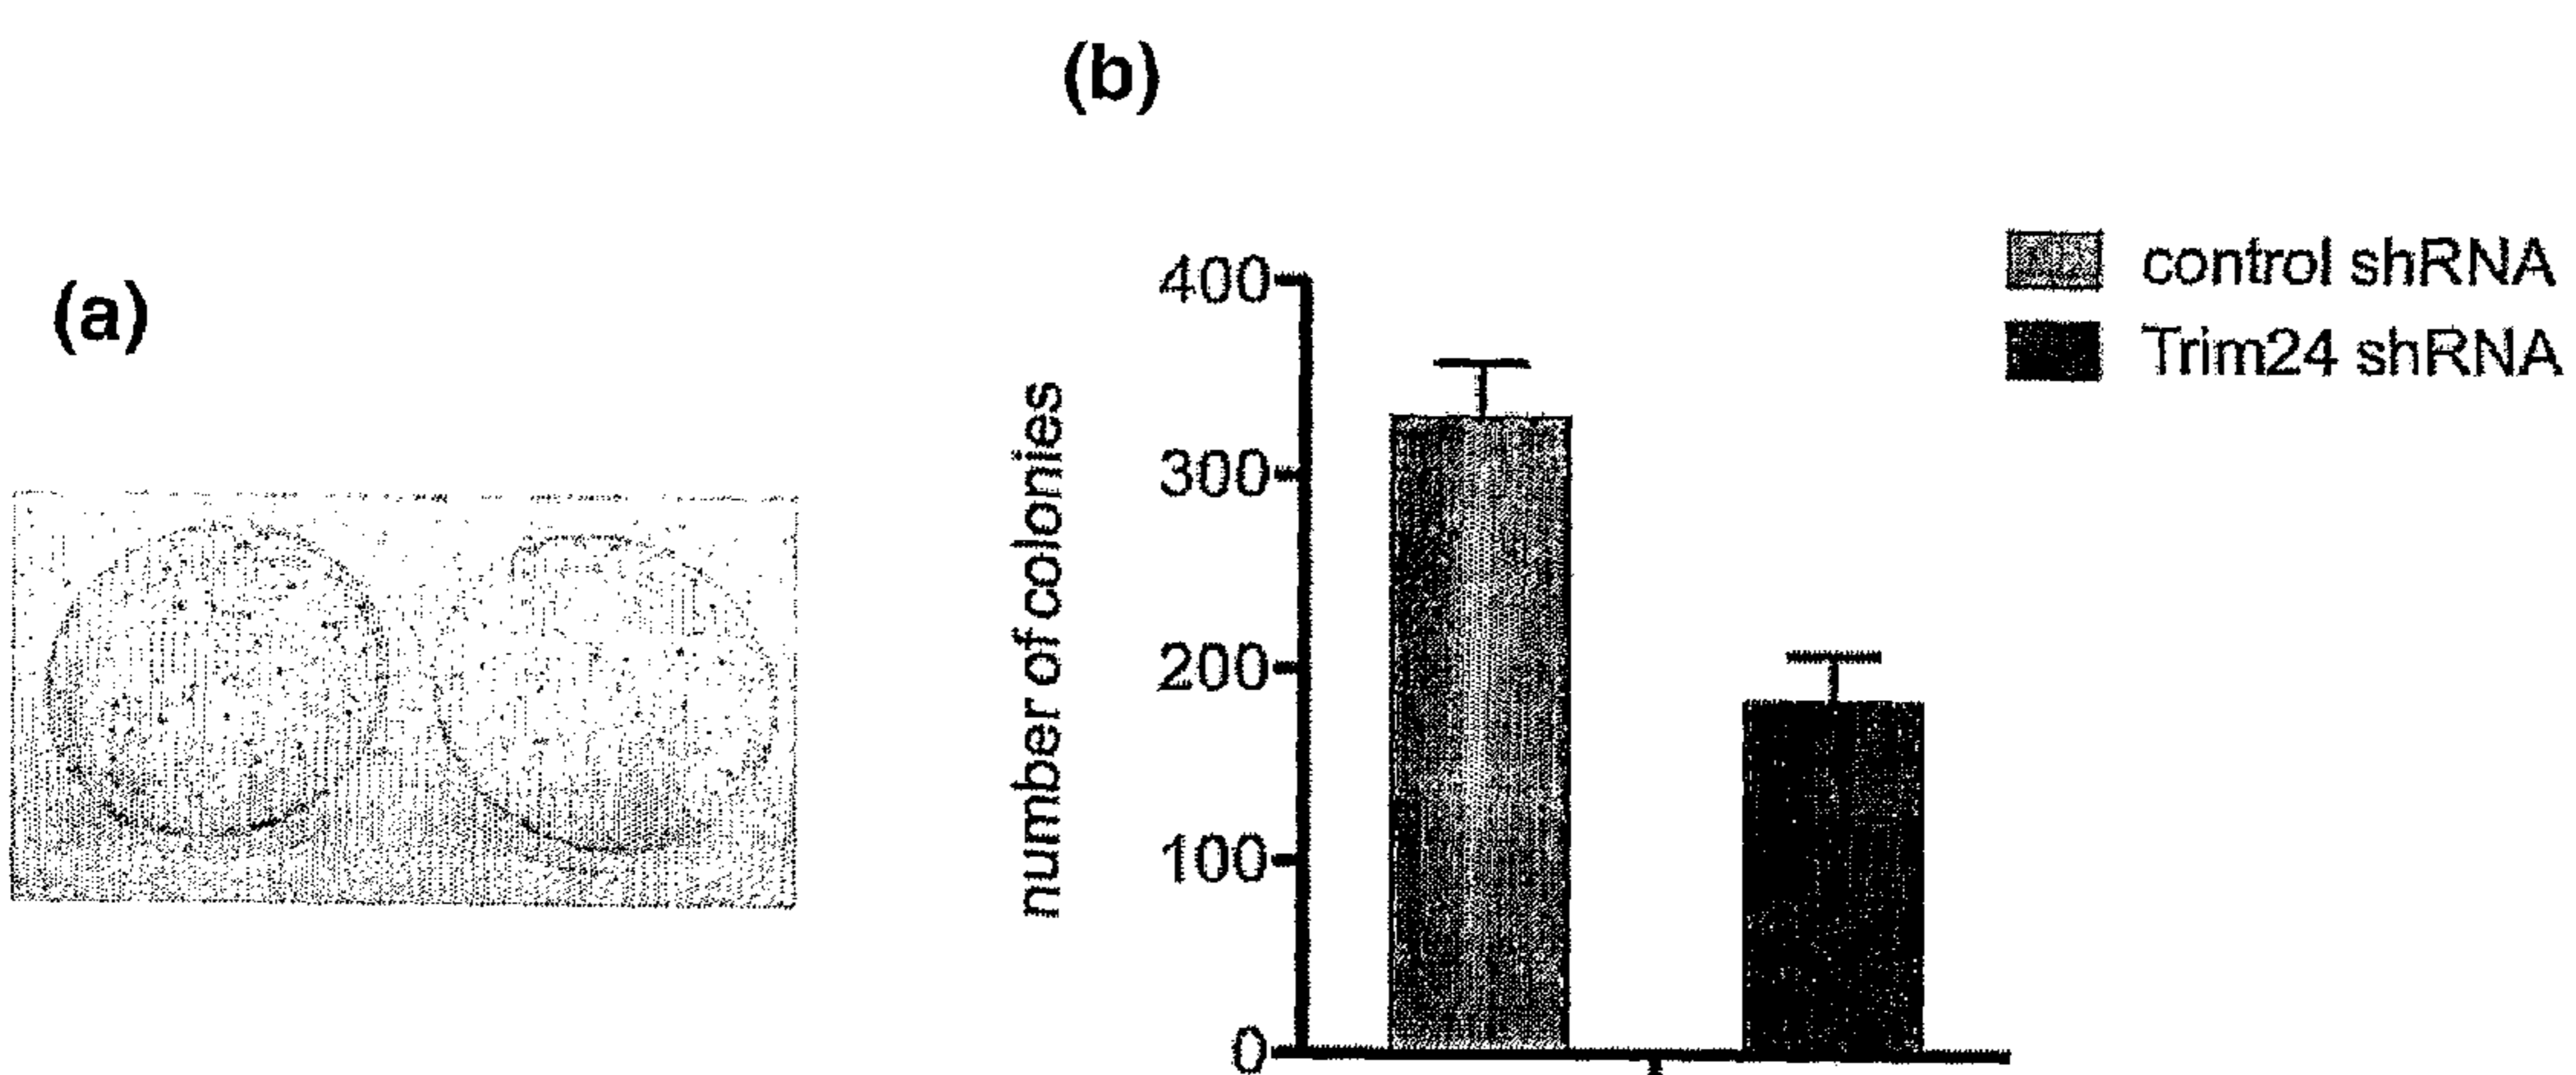 (a)
(b)
number of colonies
400
300
200
100
0
control shRNA
Trim24 shRNA